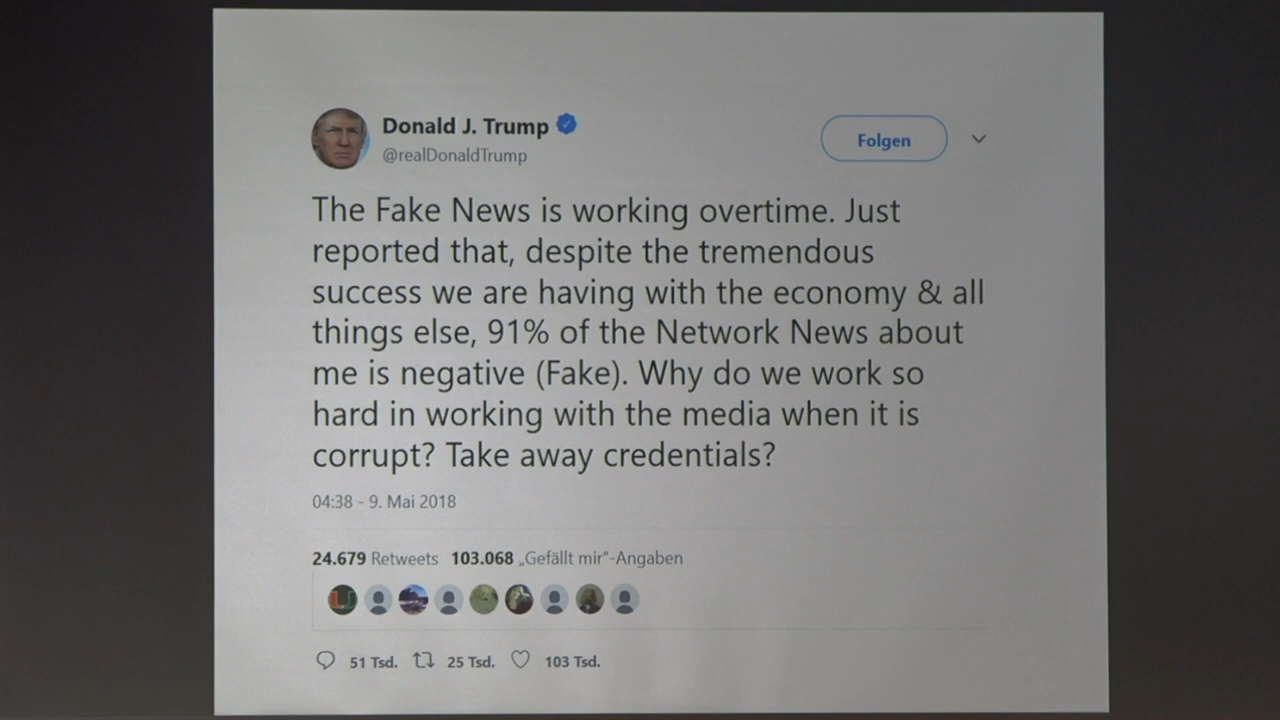 Donald J. Trump
@realDonaldTrump
Folgen
The Fake News is working overtime. Just
reported that, despite the tremendous
success we are having with the economy & all
things else, 91% of the Network News about
me is negative (Fake). Why do we work so
hard in working with the media when it is
corrupt? Take away credentials?
04:38 - 9. Mai 2018
24.679 Retweets 103.068 „Gefällt mir“-Angaben
51 Tsd. 25 Tsd. 103 Tsd.